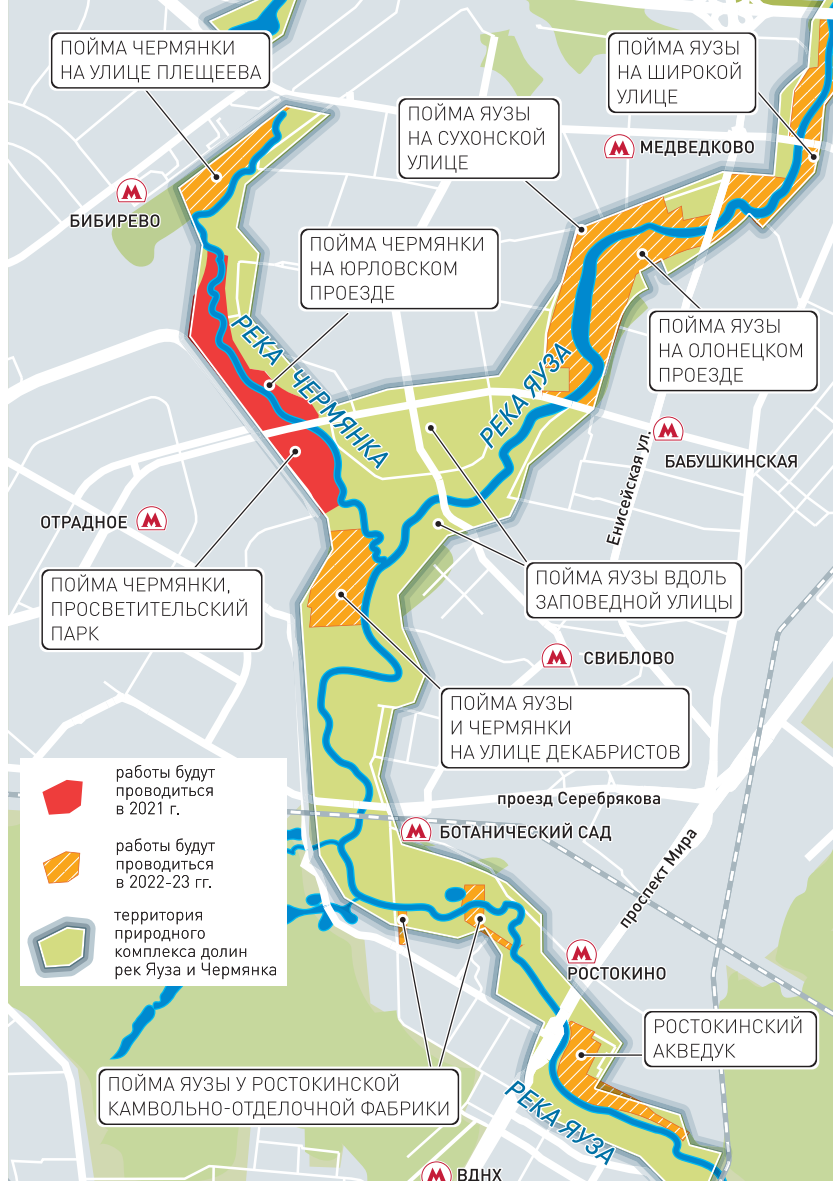 ПОЙМА ЧЕРМЯНКИ
НА УЛИЦЕ ПЛЕЩЕЕВА
ПОЙМА ЯУЗЫ
НА ШИРОКОЙ
УЛИЦЕ
ПОЙМА ЯУЗЫ
НА СУХОНСКОЙ
УЛИЦЕ
М МЕДВЕДКОВО
М
БИБИРЕВО
ПОЙМА ЧЕРМЯНКИ
НА ЮРЛОВСКОМ
ПРОЕЗДЕ
ПОЙМА ЯУЗЫ
НА ОЛОНЕЦКОМ
ПРОЕЗДЕ
РЕКА ЧЕРМЯНКА
РЕКА ЯУЗА
М
БАБУШКИНСКАЯ
Енисейская ул.
ОТРАДНОЕ М
ПОЙМА ЧЕРМЯНКИ,
ПРОСВЕТИТЕЛЬСКИЙ
ПАРК
ПОЙМА ЯУЗЫ ВДОЛЬ
ЗАПОВЕДНОЙ УЛИЦЫ
М СВИБЛОВО
ПОЙМА ЯУЗЫ
И ЧЕРМЯНКИ
НА УЛИЦЕ ДЕКАБРИСТОВ
работы будут
проводиться
в 2021 г.
работы будут
проводиться
в 2022-23 гг.
территория
природного
комплекса долин
рек Яуза и Чермянка
проезд Серебрякова
М БОТАНИЧЕСКИЙ САД
проспект Мира
М
РОСТОКИНО
РОСТОКИНСКИЙ
АКВЕДУК
ПОЙМА ЯУЗЫ У РОСТОКИНСКОЙ
КАМВОЛЬНО-ОТДЕЛОЧНОЙ ФАБРИКИ
РЕКА ЯУЗА
М ВДНХ